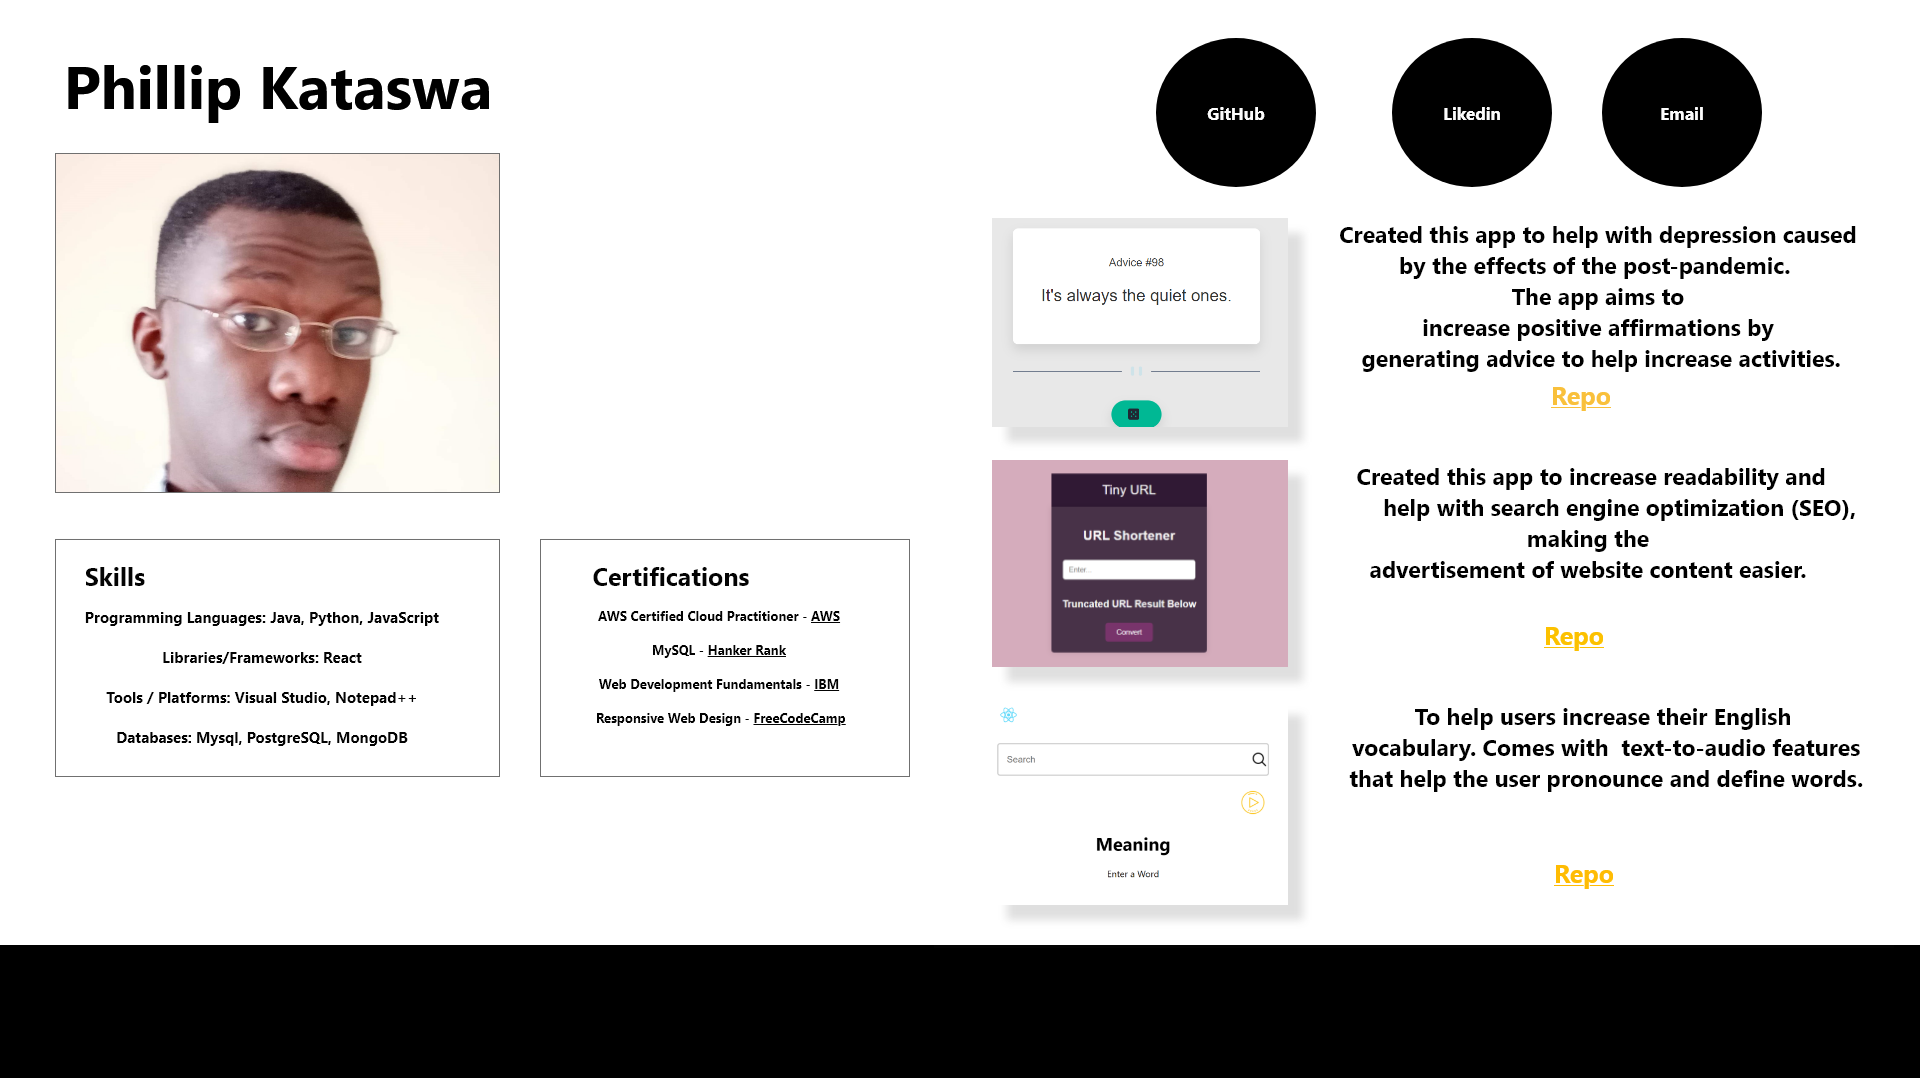 Phillip Kataswa
GitHub
Likedin
Email
Skills
Programming Languages: Java, Python, JavaScript
Libraries/Frameworks: React
Tools / Platforms: Visual Studio, Notepad++
Databases: Mysql, PostgreSQL, MongoDB
Certifications
AWS Certified Cloud Practitioner - AWS
MySQL - Hanker Rank
Web Development Fundamentals - IBM
Responsive Web Design - FreeCodeCamp
Advice #98
It's always the quiet ones.
Created this app to help with depression caused
by the effects of the post-pandemic.
The app aims to
increase positive affirmations by
generating advice to help increase activities.
Repo
Tiny URL
URL Shortener
Enter...
Truncated URL Result Below
Convert
Created this app to increase readability and
help with search engine optimization (SEO),
making the
advertisement of website content easier.
Repo
Search
Meaning
Enter a Word
To help users increase their English
vocabulary. Comes with  text-to-audio features
that help the user pronounce and define words.
Repo